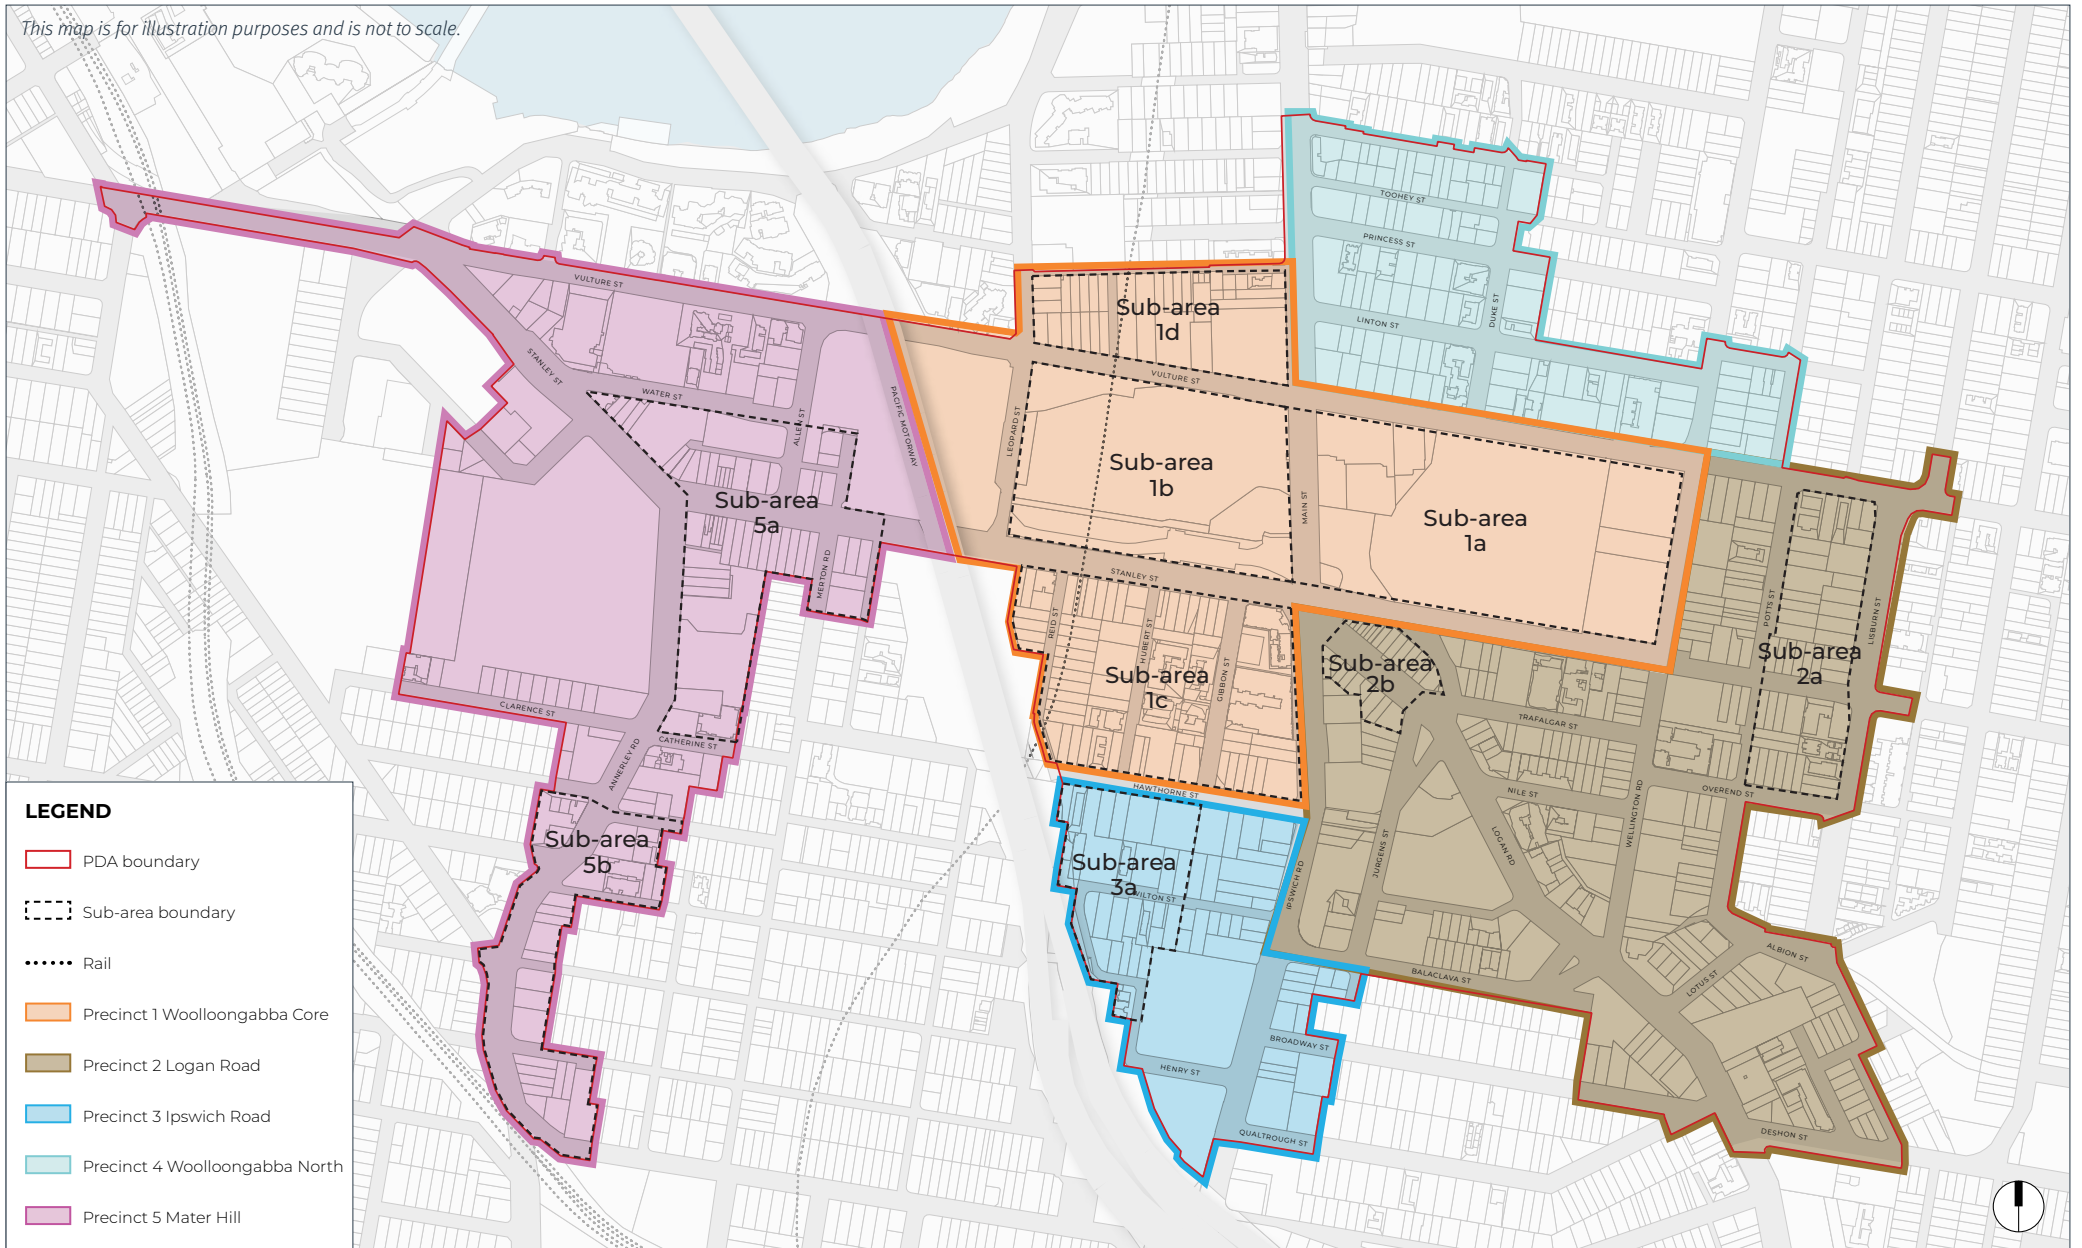 This map is for illustration purposes and is not to scale.
TOOHEY ST
PRINCESS ST
LINTON ST
DUKE ST
VULTURE ST
STANLEY ST
WATER ST
ALLEN ST
PACIFIC MOTORWAY
LEOPARD ST
VULTURE ST
Sub-area
1d
Sub-area
1b
MAIN ST
Sub-area
1a
Sub-area
5a
MERTON RD
STANLEY ST
REID ST
HUBERT ST
GIBBON ST
Sub-area
1c
Sub-area
2b
POTTS ST
LISBURN ST
Sub-area
2a
TRAFALGAR ST
CLARENCE ST
CATHERINE ST
ANNERLEY RD
HAWTHORNE ST
NILE ST
OVEREND ST
WELLINGTON RD
LOGAN RD
JURGENS ST
IPSWICH RD
Sub-area
5b
Sub-area
3a
WILTON ST
BALACLAVA ST
LOTUS ST
ALBION ST
BROADWAY ST
HENRY ST
QUALTROUGH ST
DESHON ST
LEGEND
PDA boundary
Sub-area boundary
Rail
Precinct 1 Woolloongabba Core
Precinct 2 Logan Road
Precinct 3 Ipswich Road
Precinct 4 Woolloongabba North
Precinct 5 Mater Hill